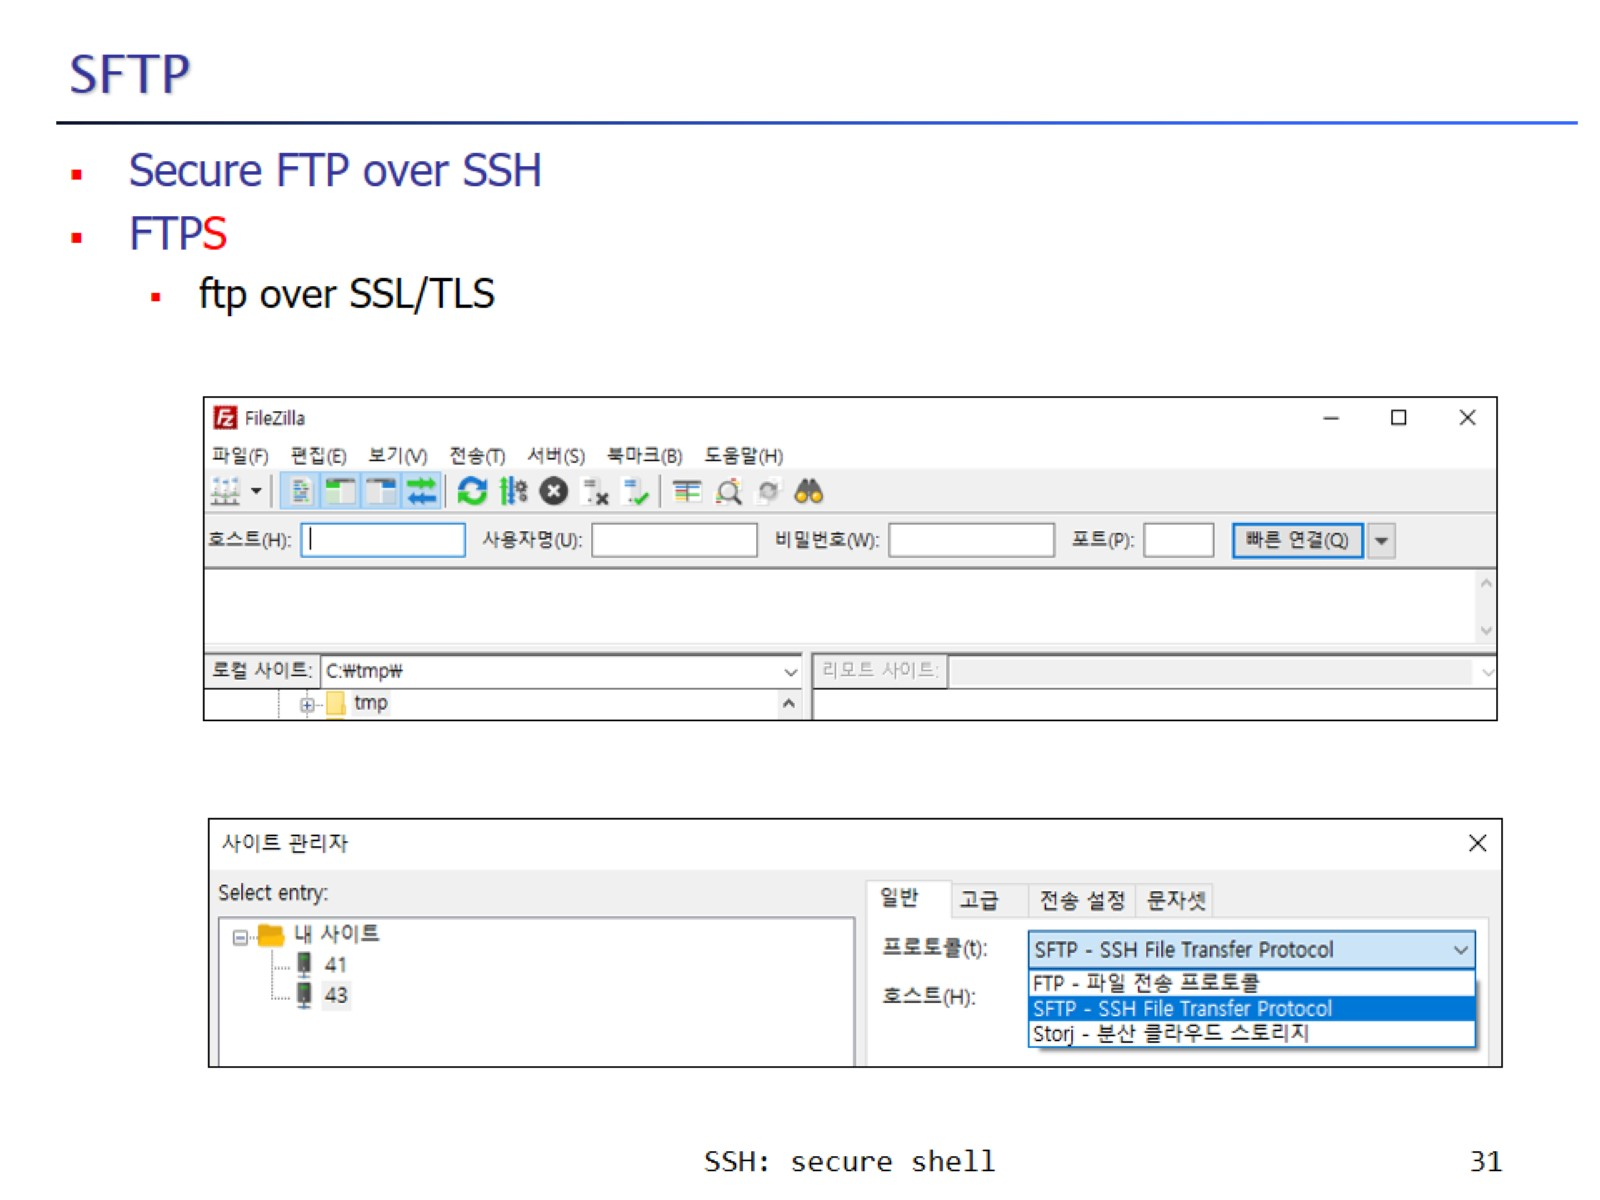 SFTP
Secure FTP over SSH
FTPS
ftp over SSL/TLS
FileZilla
파일(F) 편집(E) 보기(V) 전송(T) 서버(S) 북마크(B) 도움말(H)
호스트(H): 사용자명(U): 비밀번호(W): 포트(P): 빠른 연결(Q)
로컬 사이트: C:₩tmp₩ 리모트 사이트:
tmp
사이트 관리자
Select entry:
내 사이트
41
43
일반 고급 전송 설정 문자셋
프로토콜(t): SFTP - SSH File Transfer Protocol
호스트(H):
FTP - 파일 전송 프로토콜
SFTP - SSH File Transfer Protocol
Storj - 분산 클라우드 스토리지
SSH: secure shell 31